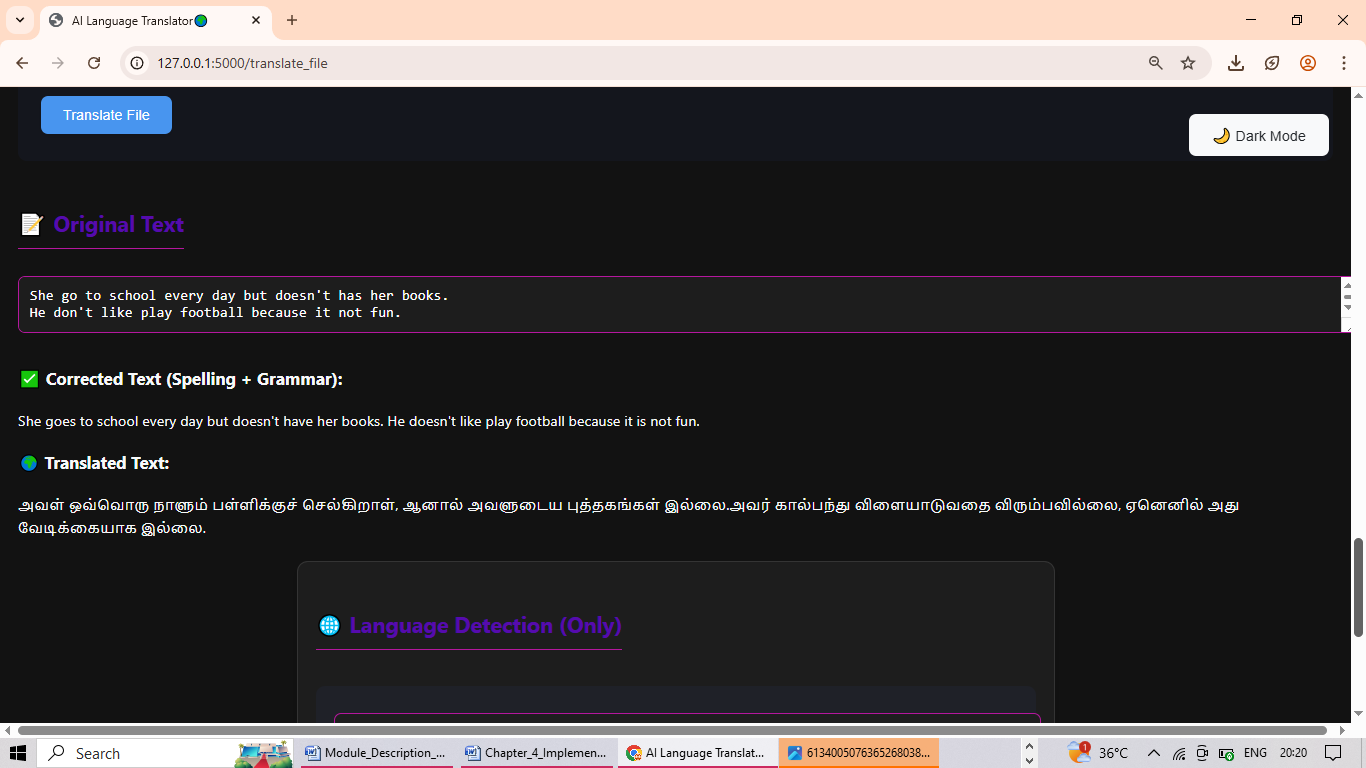 AI Language Translator
127.0.0.1:5000/translate_file
Translate File
Dark Mode
Original Text
She go to school every day but doesn't has her books.
He don't like play football because it not fun.
Corrected Text (Spelling + Grammar):
She goes to school every day but doesn't have her books. He doesn't like play football because it is not fun.
Translated Text:
அவள் ஒவ்வொரு நாளும் பள்ளிக்குச் செல்கிறாள், ஆனால் அவளுடைய புத்தகங்கள் இல்லை.அவர் கால்பந்து விளையாடுவதை விரும்பவில்லை, ஏனெனில் அது
வேடிக்கையாக இல்லை.
Language Detection (Only)
Search
Module_Description_...
Chapter_4_Implemen...
AI Language Translat...
6134005076365268038...
1
36°C
ENG
20:20